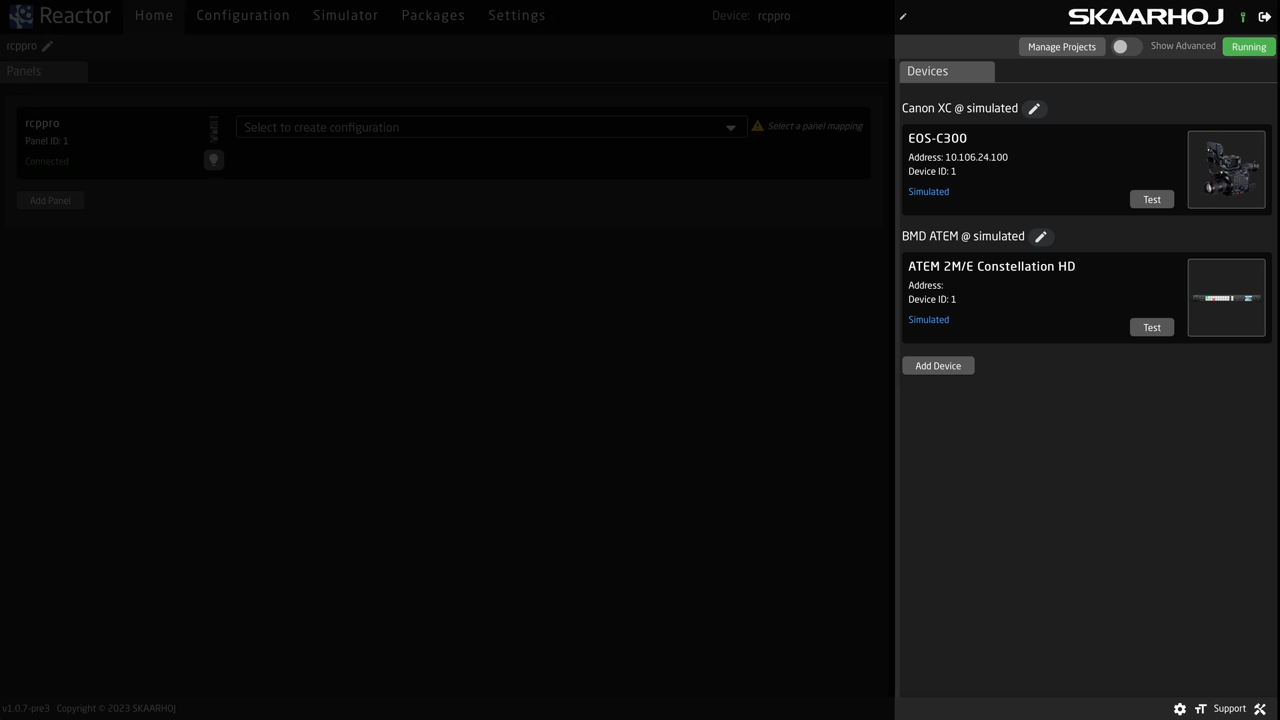 Reactor
Home Configuration Simulator Packages Settings
Device: rcppro
SKAARHOJ
rcppro
Manage Projects
Show Advanced
Running
Panels
rcppro
Panel ID: 1
Connected
Select to create configuration
Select a panel mapping
Add Panel
Devices
Canon XC @ simulated
EOS-C300
Address: 10.106.24.100
Device ID: 1
Simulated
Test
BMD ATEM @ simulated
ATEM 2M/E Constellation HD
Address:
Device ID: 1
Simulated
Test
Add Device
v1.0.7-pre3 Copyright © 2023 SKAARHOJ
Support